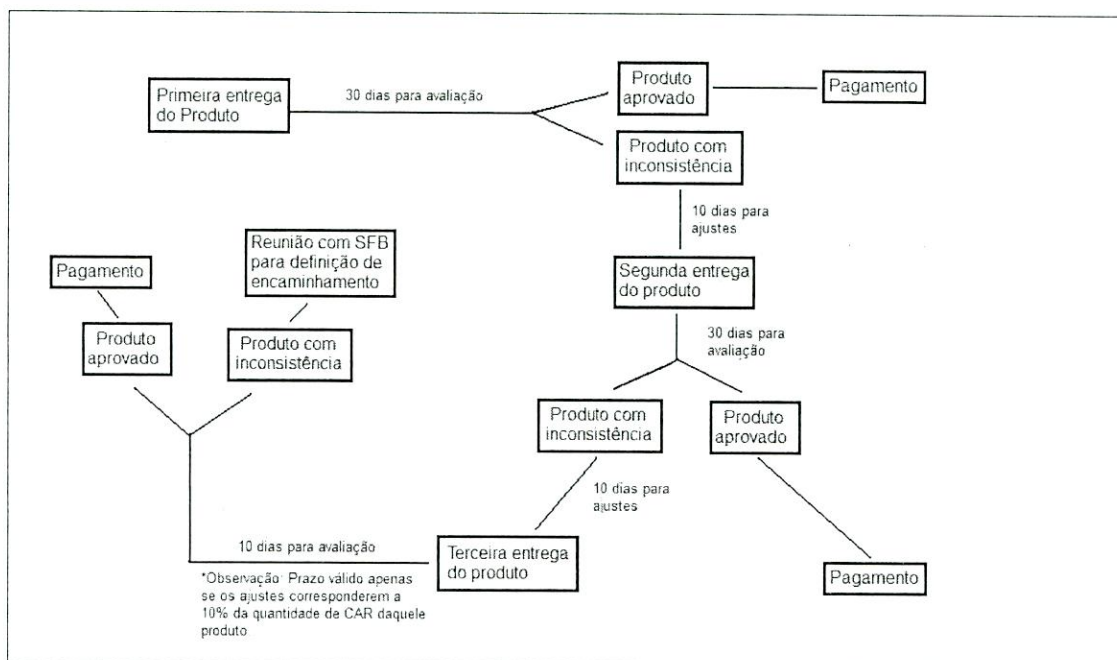 Primeira entrega
do Produto
30 dias para avaliação
Produto
aprovado
Pagamento
Produto com
inconsistência
10 dias para
ajustes
Segunda entrega
do produto
30 dias para
avaliação
Produto com
inconsistência
Produto
aprovado
Pagamento
10 dias para
ajustes
Terceira entrega
do produto
10 dias para avaliação
*Observação: Prazo válido apenas
se os ajustes corresponderem a
10% da quantidade de CAR daquele
produto
Produto
aprovado
Pagamento
Produto com
inconsistência
Reunião com SFB
para definição de
encaminhamento